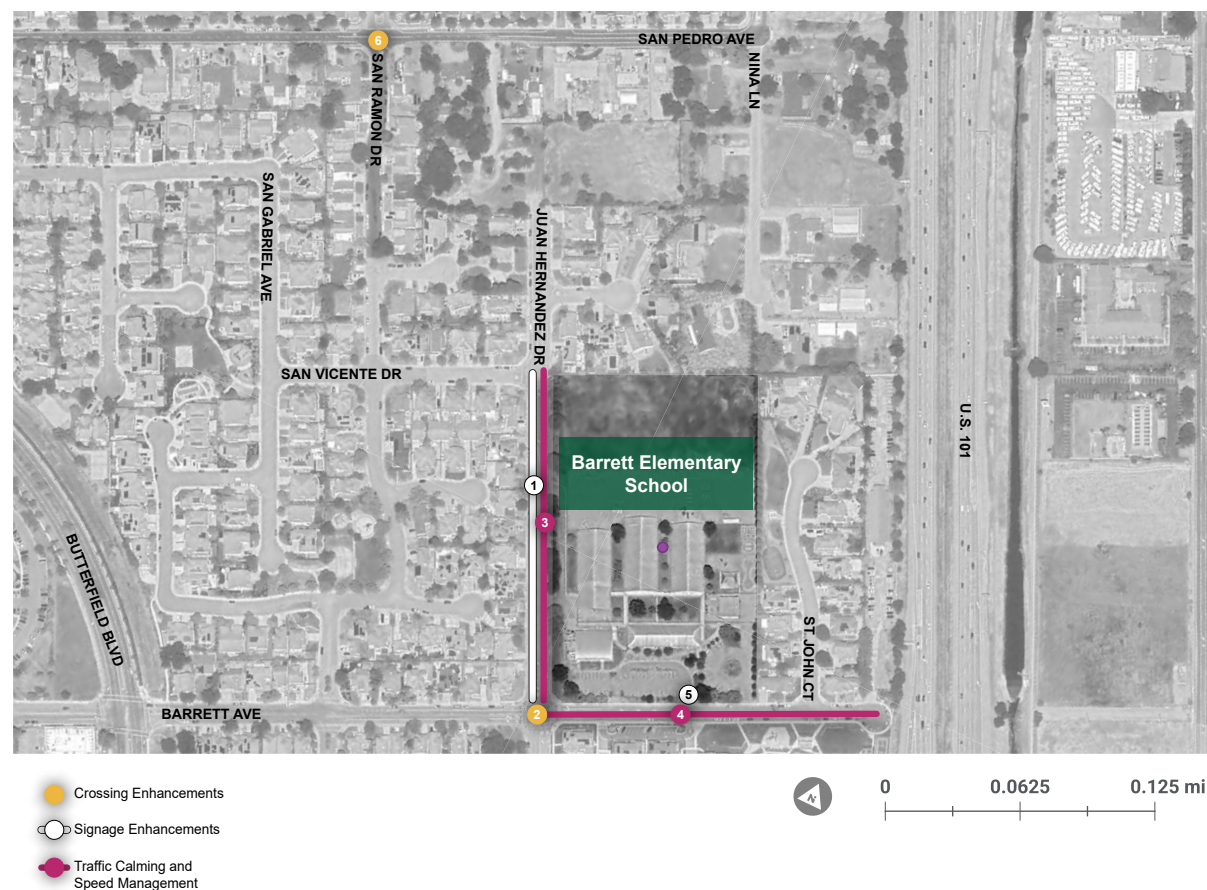 6
SAN PEDRO AVE
SAN RAMON DR
NINA LN
SAN GABRIEL AVE
JUAN HERNANDEZ DR
SAN VICENTE DR
U.S. 101
Barrett Elementary
School
1
3
BUTTERFIELD BLVD
ST JOHN CT
5
BARRETT AVE
2
4
Crossing Enhancements
Signage Enhancements
Traffic Calming and
Speed Management
N
0 0.0625 0.125 mi